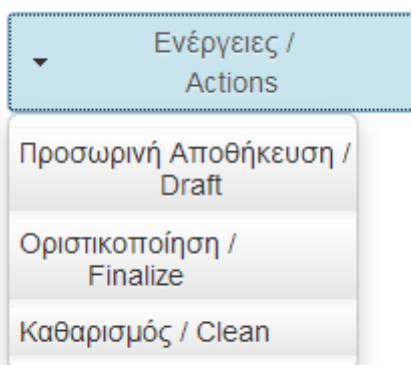 Ενέργειες /
Actions
Προσωρινή Αποθήκευση /
Draft
Οριστικοποίηση /
Finalize
Καθαρισμός / Clean